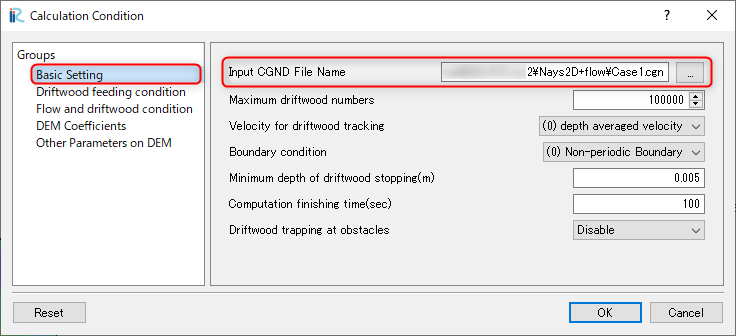 Calculation Condition
? ×
Groups
Basic Setting
Driftwood feeding condition
Flow and driftwood condition
DEM Coefficients
Other Parameters on DEM
Input CGND File Name 2¥Nays2D+flow¥Case1.cgn ...
Maximum driftwood numbers 100000
Velocity for driftwood tracking (0) depth averaged velocity
Boundary condition (0) Non-periodic Boundary
Minimum depth of driftwood stopping(m) 0.005
Computation finishing time(sec) 100
Driftwood trapping at obstacles Disable
Reset OK Cancel